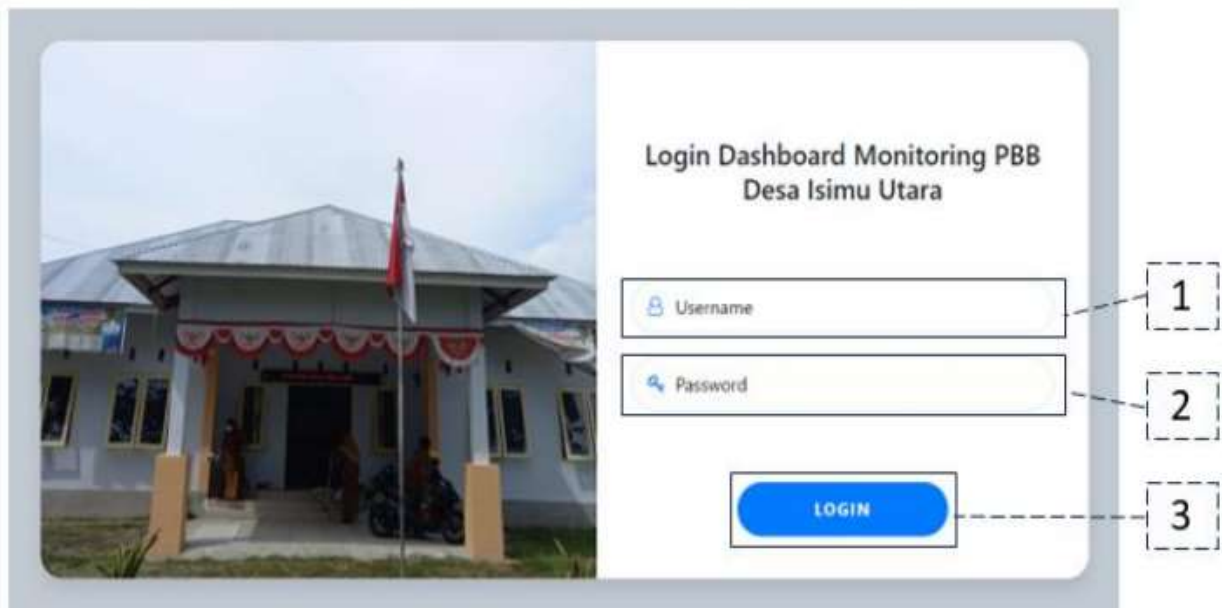 Login Dashboard Monitoring PBB
Desa Isimu Utara
Username
1
Password
2
LOGIN
3